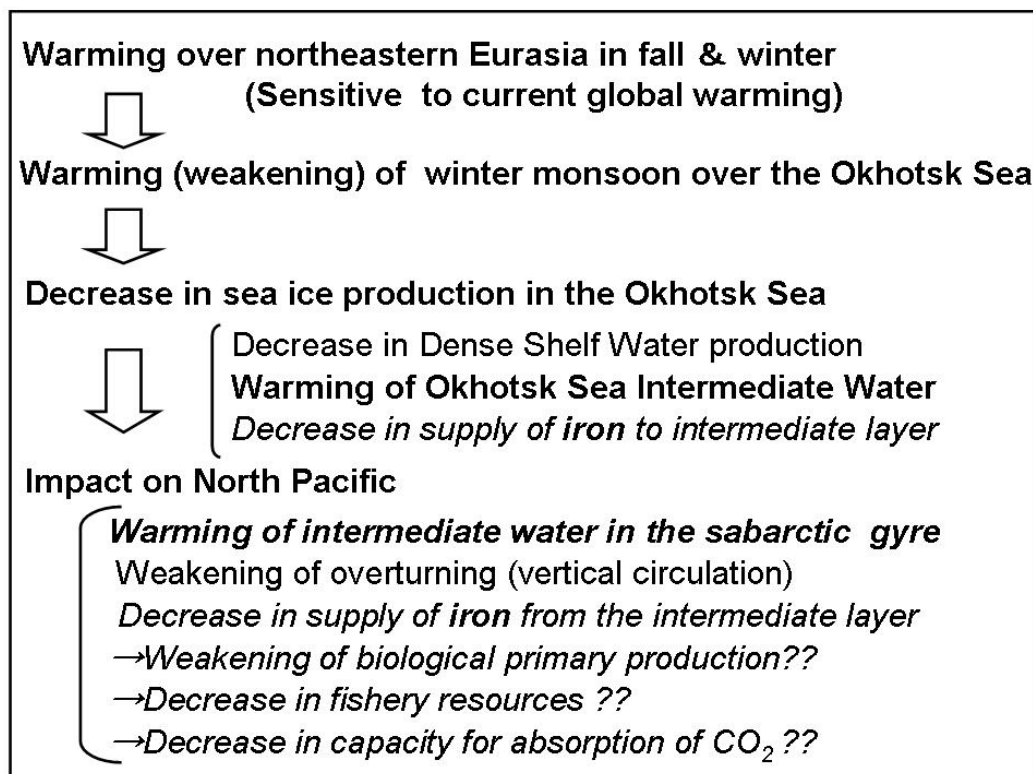 Warming over northeastern Eurasia in fall & winter
(Sensitive to current global warming)
Warming (weakening) of winter monsoon over the Okhotsk Sea
Decrease in sea ice production in the Okhotsk Sea
Decrease in Dense Shelf Water production
Warming of Okhotsk Sea Intermediate Water
Decrease in supply of iron to intermediate layer
Impact on North Pacific
Warming of intermediate water in the sabarctic gyre
Weakening of overturning (vertical circulation)
Decrease in supply of iron from the intermediate layer
→Weakening of biological primary production??
→Decrease in fishery resources ??
→Decrease in capacity for absorption of CO₂ ??